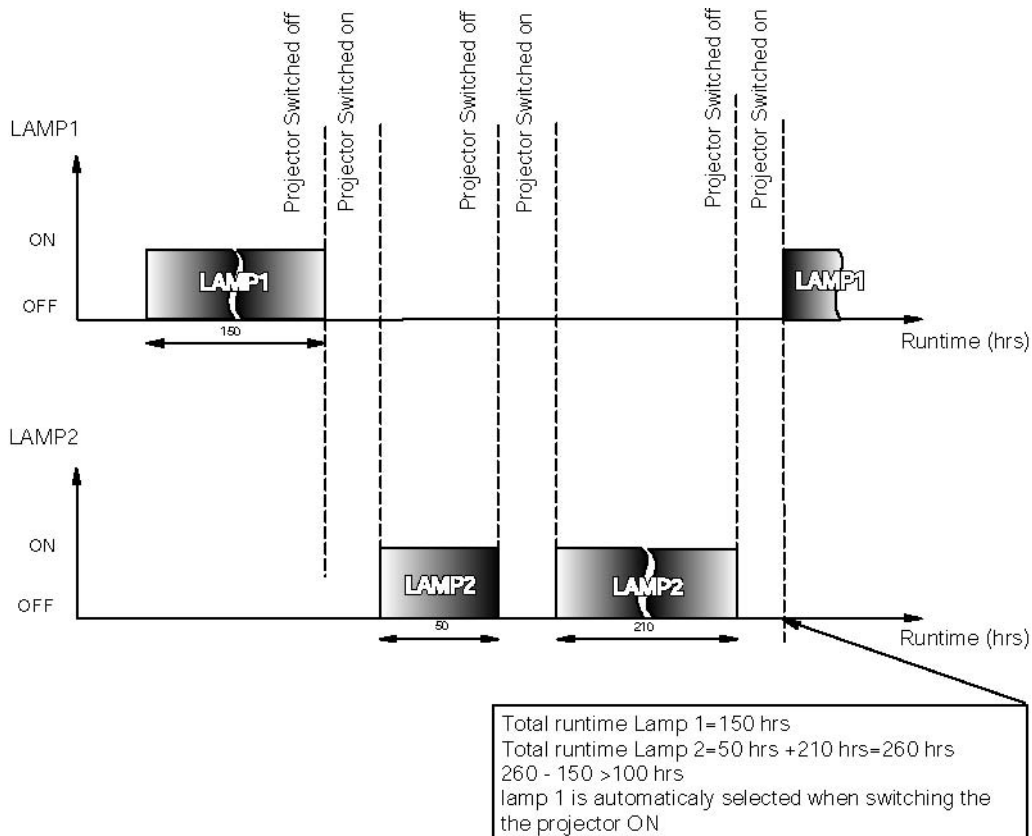 Projector Switched off
Projector Switched on
Projector Switched off
Projector Switched on
Projector Switched off
Projector Switched on
LAMP1
ON
OFF
LAMP1
LAMP1
150
Runtime (hrs)
LAMP2
ON
OFF
LAMP2
LAMP2
50
210
Runtime (hrs)
Total runtime Lamp 1=150 hrs
Total runtime Lamp 2=50 hrs +210 hrs=260 hrs
260 - 150 >100 hrs
lamp 1 is automaticaly selected when switching the
the projector ON